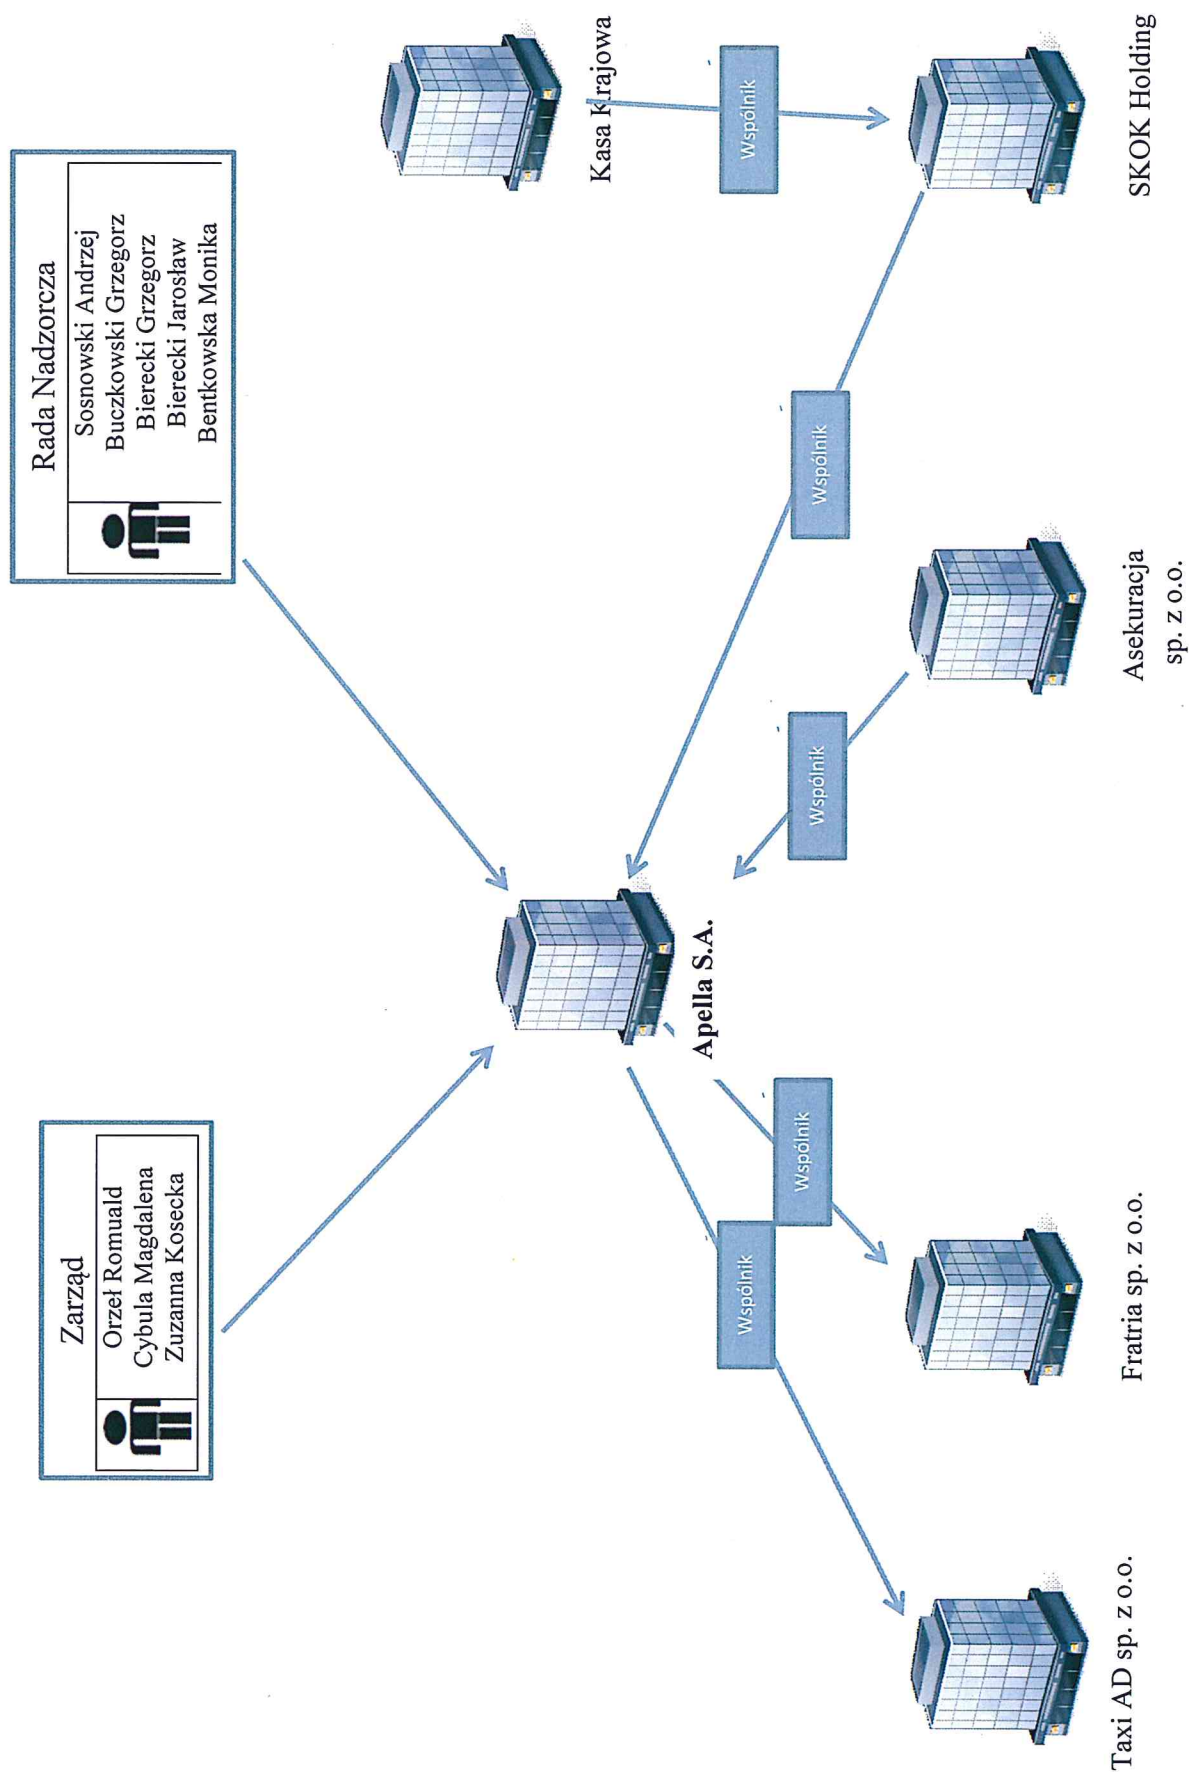 Zarząd
Orzeł Romuald
Cybula Magdalena
Zuzanna Kosecka
Rada Nadzorcza
Sosnowski Andrzej
Buczkowski Grzegorz
Bierecki Grzegorz
Bierecki Jarosław
Bentkowska Monika
Kasa Krajowa
Apella S.A.
Wspólnik
Wspólnik
Wspólnik
Wspólnik
Wspólnik
Taxi AD sp. z o.o.
Fratria sp. z o.o.
Asekuracja
sp. z o.o.
SKOK Holding